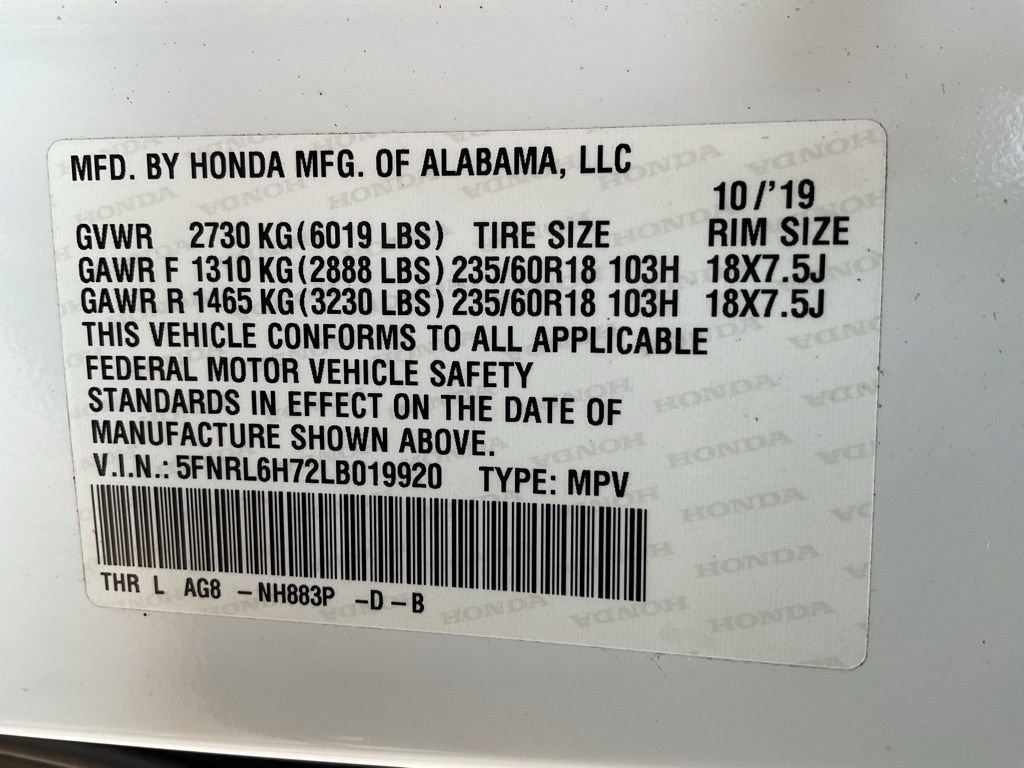 MFD. BY HONDA MFG. OF ALABAMA, LLC
10/'19
GVWR 2730 KG(6019 LBS) TIRE SIZE RIM SIZE
GAWR F 1310 KG(2888 LBS) 235/60R18 103H 18X7.5J
GAWR R 1465 KG(3230 LBS) 235/60R18 103H 18X7.5J
THIS VEHICLE CONFORMS TO ALL APPLICABLE
FEDERAL MOTOR VEHICLE SAFETY
STANDARDS IN EFFECT ON THE DATE OF
MANUFACTURE SHOWN ABOVE.
V.I.N.: 5FNRL6H72LB019920 TYPE: MPV
THR L AG8 -NH883P -D-B